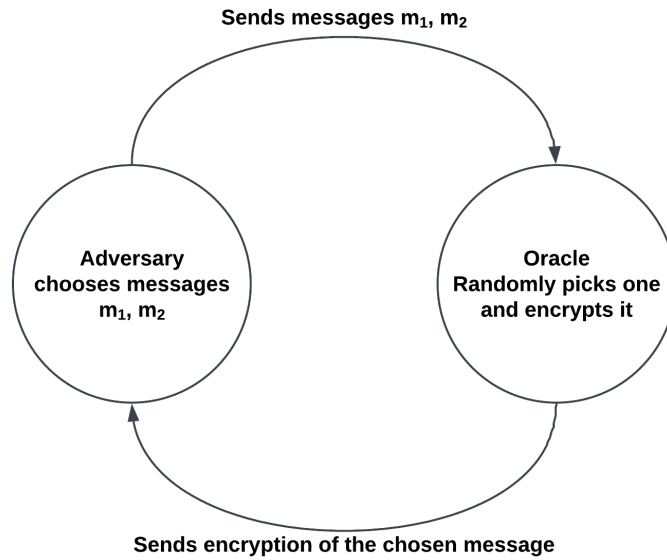 Sends messages m₁, m₂
Adversary
chooses messages
m₁, m₂
Oracle
Randomly picks one
and encrypts it
Sends encryption of the chosen message